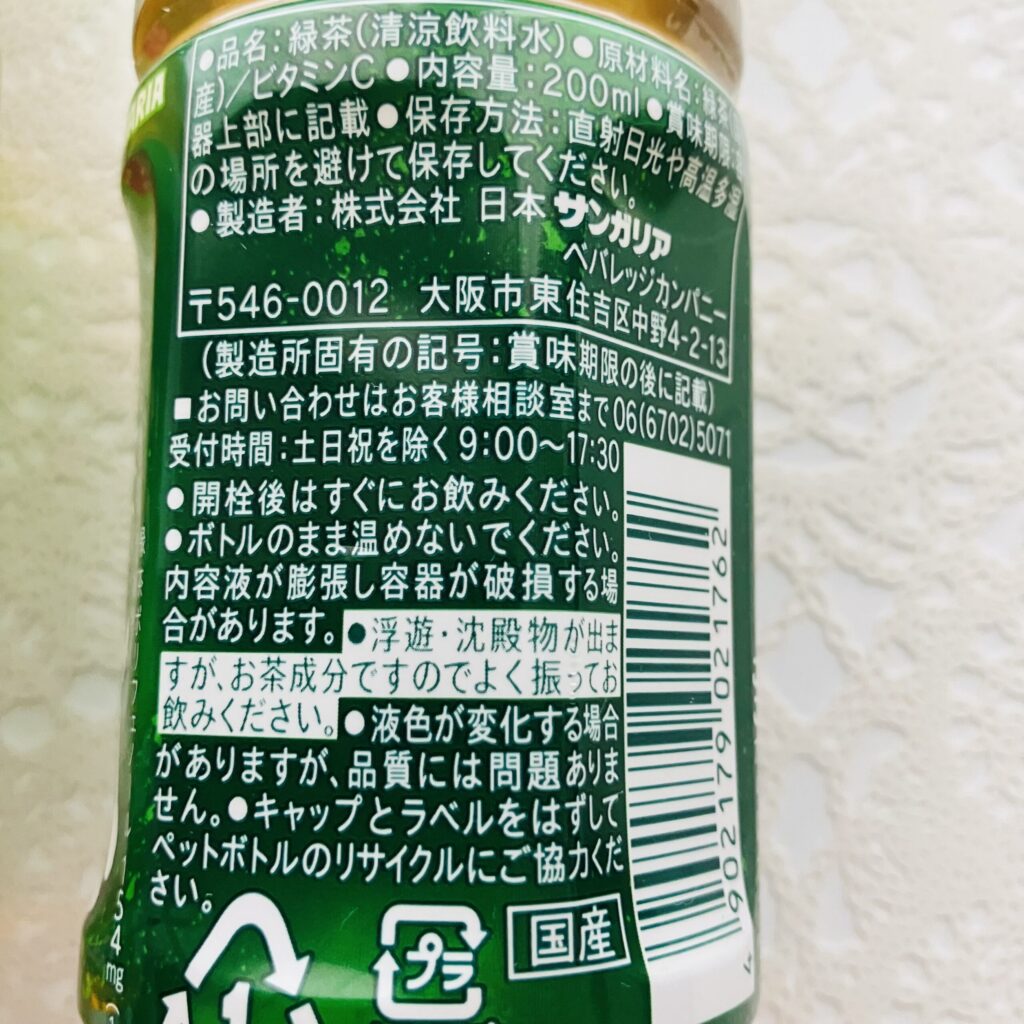 ●品名：緑茶(清涼飲料水)●原材料名：緑茶
産)／ビタミンC●内容量：200ml●賞味期限：
器上部に記載●保存方法：直射日光や高温多湿
の場所を避けて保存してください。
●製造者：株式会社 日本サンガリア
ベバレッジカンパニー
〒546-0012 大阪市東住吉区中野4-2-13
(製造所固有の記号：賞味期限の後に記載)
■お問い合わせはお客様相談室まで06(6702)5071
受付時間：土日祝を除く9:00〜17:30
●開栓後はすぐにお飲みください。
●ボトルのまま温めないでください。
内容液が膨張し容器が破損する場
合があります。●浮遊・沈殿物が出ま
すが、お茶成分ですのでよく振ってお
飲みください。●液色が変化する場合
がありますが、品質には問題ありま
せん。●キャップとラベルをはずして
ペットボトルのリサイクルにご協力くだ
さい。
プラ
国産
4 902179 021762